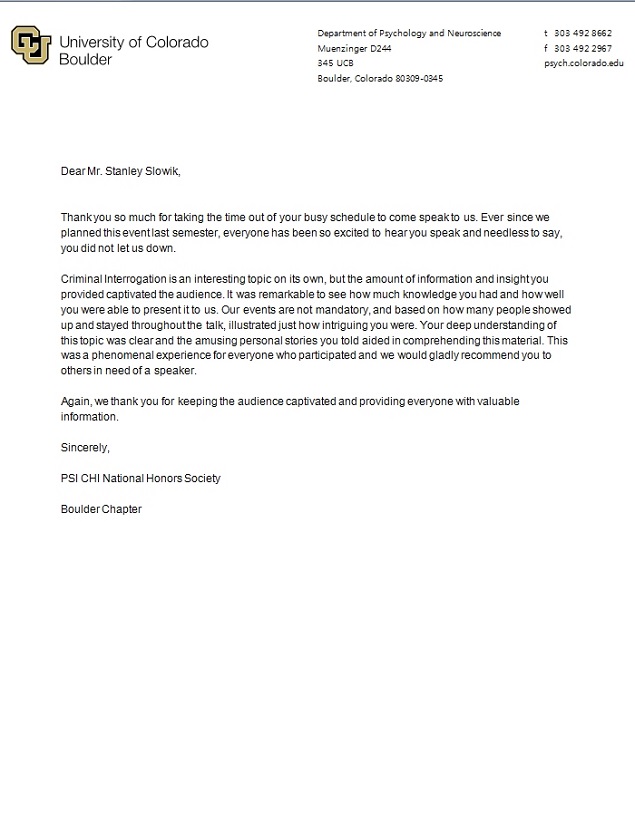 University of Colorado
Boulder
Department of Psychology and Neuroscience
Muenzinger D244
345 UCB
Boulder, Colorado 80309-0345
t 303 492 8662
f 303 492 2967
psych.colorado.edu
Dear Mr. Stanley Slowik,
Thank you so much for taking the time out of your busy schedule to come speak to us. Ever since we
planned this event last semester, everyone has been so excited to hear you speak and needless to say,
you did not let us down.
Criminal Interrogation is an interesting topic on its own, but the amount of information and insight you
provided captivated the audience. It was remarkable to see how much knowledge you had and how well
you were able to present it to us. Our events are not mandatory, and based on how many people showed
up and stayed throughout the talk, illustrated just how intriguing you were. Your deep understanding of
this topic was clear and the amusing personal stories you told aided in comprehending this material. This
was a phenomenal experience for everyone who participated and we would gladly recommend you to
others in need of a speaker.
Again, we thank you for keeping the audience captivated and providing everyone with valuable
information.
Sincerely,
PSI CHI National Honors Society
Boulder Chapter